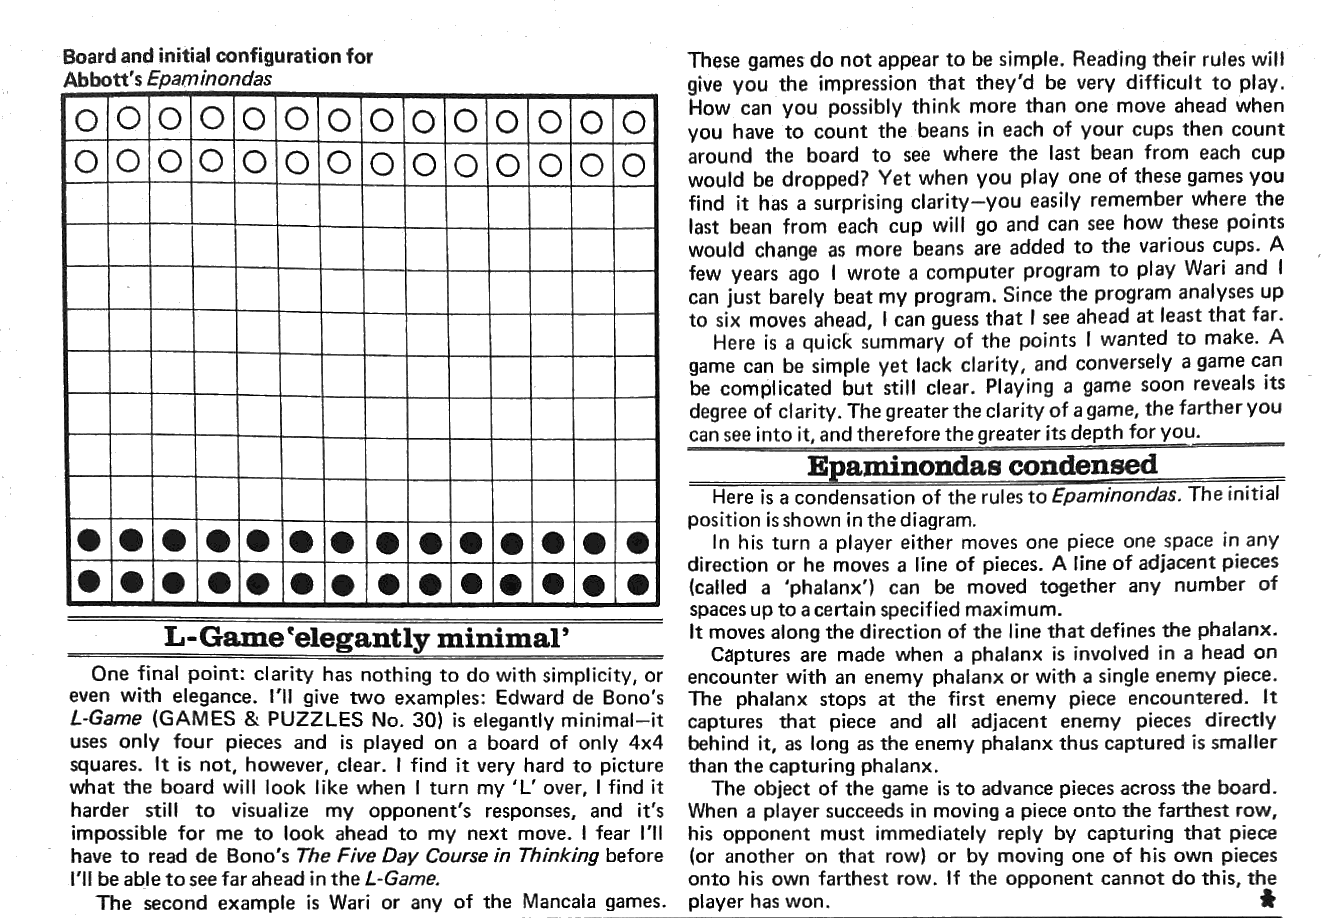 Board and initial configuration for
Abbott's Epaminondas
L-Game 'elegantly minimal'
One final point: clarity has nothing to do with simplicity, or
even with elegance. I'll give two examples: Edward de Bono's
L-Game (GAMES & PUZZLES No. 30) is elegantly minimal—it
uses only four pieces and is played on a board of only 4x4
squares. It is not, however, clear. I find it very hard to picture
what the board will look like when I turn my 'L' over, I find it
harder still to visualize my opponent's responses, and it's
impossible for me to look ahead to my next move. I fear I'll
have to read de Bono's The Five Day Course in Thinking before
I'll be able to see far ahead in the L-Game.
The second example is Wari or any of the Mancala games.
These games do not appear to be simple. Reading their rules will
give you the impression that they'd be very difficult to play.
How can you possibly think more than one move ahead when
you have to count the beans in each of your cups then count
around the board to see where the last bean from each cup
would be dropped? Yet when you play one of these games you
find it has a surprising clarity—you easily remember where the
last bean from each cup will go and can see how these points
would change as more beans are added to the various cups. A
few years ago I wrote a computer program to play Wari and I
can just barely beat my program. Since the program analyses up
to six moves ahead, I can guess that I see ahead at least that far.
Here is a quick summary of the points I wanted to make. A
game can be simple yet lack clarity, and conversely a game can
be complicated but still clear. Playing a game soon reveals its
degree of clarity. The greater the clarity of a game, the farther you
can see into it, and therefore the greater its depth for you.
Epaminondas condensed
Here is a condensation of the rules to Epaminondas. The initial
position is shown in the diagram.
In his turn a player either moves one piece one space in any
direction or he moves a line of pieces. A line of adjacent pieces
(called a 'phalanx') can be moved together any number of
spaces up to a certain specified maximum.
It moves along the direction of the line that defines the phalanx.
Captures are made when a phalanx is involved in a head on
encounter with an enemy phalanx or with a single enemy piece.
The phalanx stops at the first enemy piece encountered. It
captures that piece and all adjacent enemy pieces directly
behind it, as long as the enemy phalanx thus captured is smaller
than the capturing phalanx.
The object of the game is to advance pieces across the board.
When a player succeeds in moving a piece onto the farthest row,
his opponent must immediately reply by capturing that piece
(or another on that row) or by moving one of his own pieces
onto his own farthest row. If the opponent cannot do this, the
player has won.